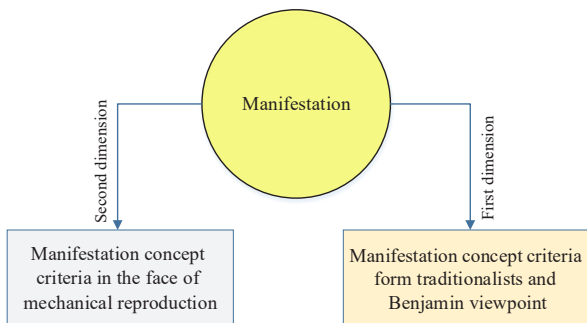 Manifestation
Second dimension
First dimension
Manifestation concept
criteria in the face of
mechanical reproduction
Manifestation concept criteria
form traditionalists and
Benjamin viewpoint